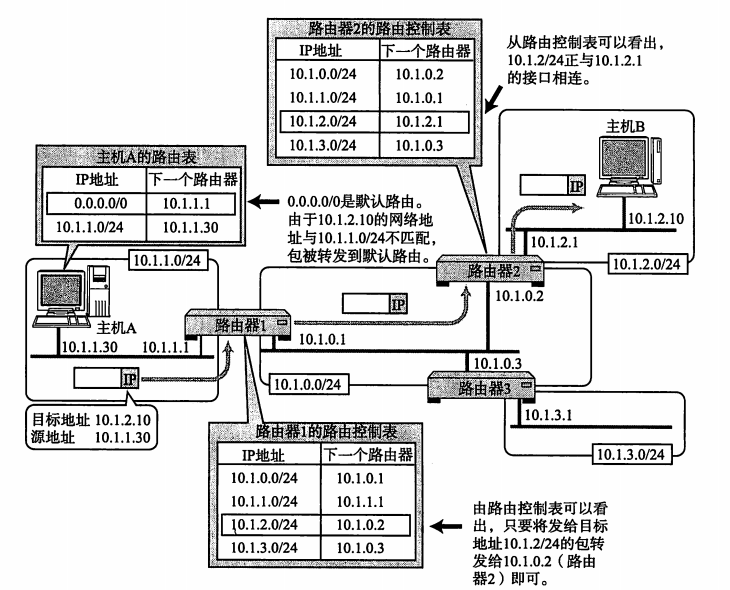 路由器2的路由控制表
IP地址 下一个路由器
10.1.0.0/24 10.1.0.2
10.1.1.0/24 10.1.0.1
10.1.2.0/24 10.1.2.1
10.1.3.0/24 10.1.0.3
从路由控制表可以看出，
10.1.2/24正与10.1.2.1
的接口相连。
主机B
IP
10.1.2.10
10.1.2.1
10.1.2.0/24
主机A的路由表
IP地址 下一个路由器
0.0.0.0/0 10.1.1.1
10.1.1.0/24 10.1.1.30
0.0.0.0/0是默认路由。
由于10.1.2.10的网络地
址与10.1.1.0/24不匹配，
包被转发到默认路由。
10.1.1.0/24
主机A
10.1.1.30 10.1.1.1
IP
目标地址 10.1.2.10
源地址 10.1.1.30
路由器1
10.1.0.1
IP
路由器2
10.1.0.2
10.1.0.3
10.1.0.0/24
路由器3
10.1.3.1
10.1.3.0/24
路由器1的路由控制表
IP地址 下一个路由器
10.1.0.0/24 10.1.0.1
10.1.1.0/24 10.1.1.1
10.1.2.0/24 10.1.0.2
10.1.3.0/24 10.1.0.3
由路由控制表可以看
出，只要将发给目标
地址10.1.2/24的包转
发给10.1.0.2（路由
器2）即可。